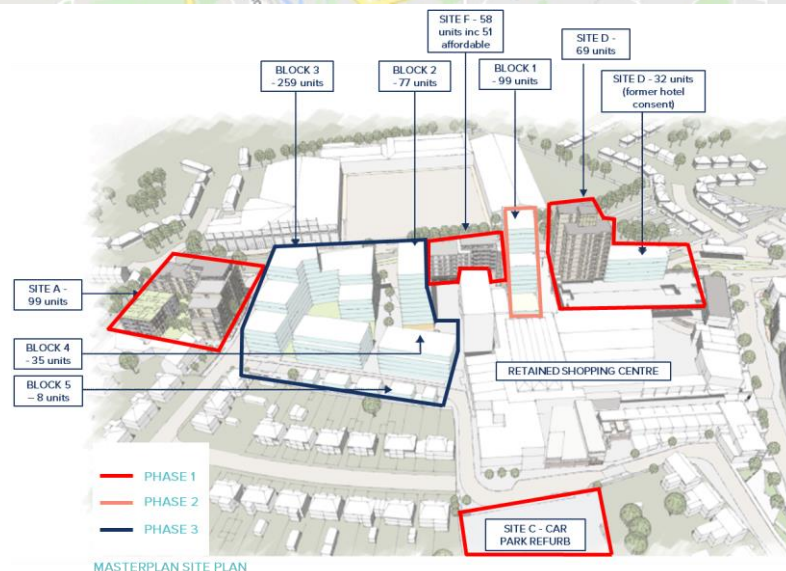 SITE F - 58
units inc 51
affordable
SITE D -
69 units
BLOCK 3
- 259 units
BLOCK 2
- 77 units
BLOCK 1
- 99 units
SITE D - 32 units
(former hotel
consent)
SITE A -
99 units
BLOCK 4
- 35 units
BLOCK 5
– 8 units
RETAINED SHOPPING CENTRE
PHASE 1
PHASE 2
PHASE 3
SITE C - CAR
PARK REFURB
MASTERPLAN SITE PLAN